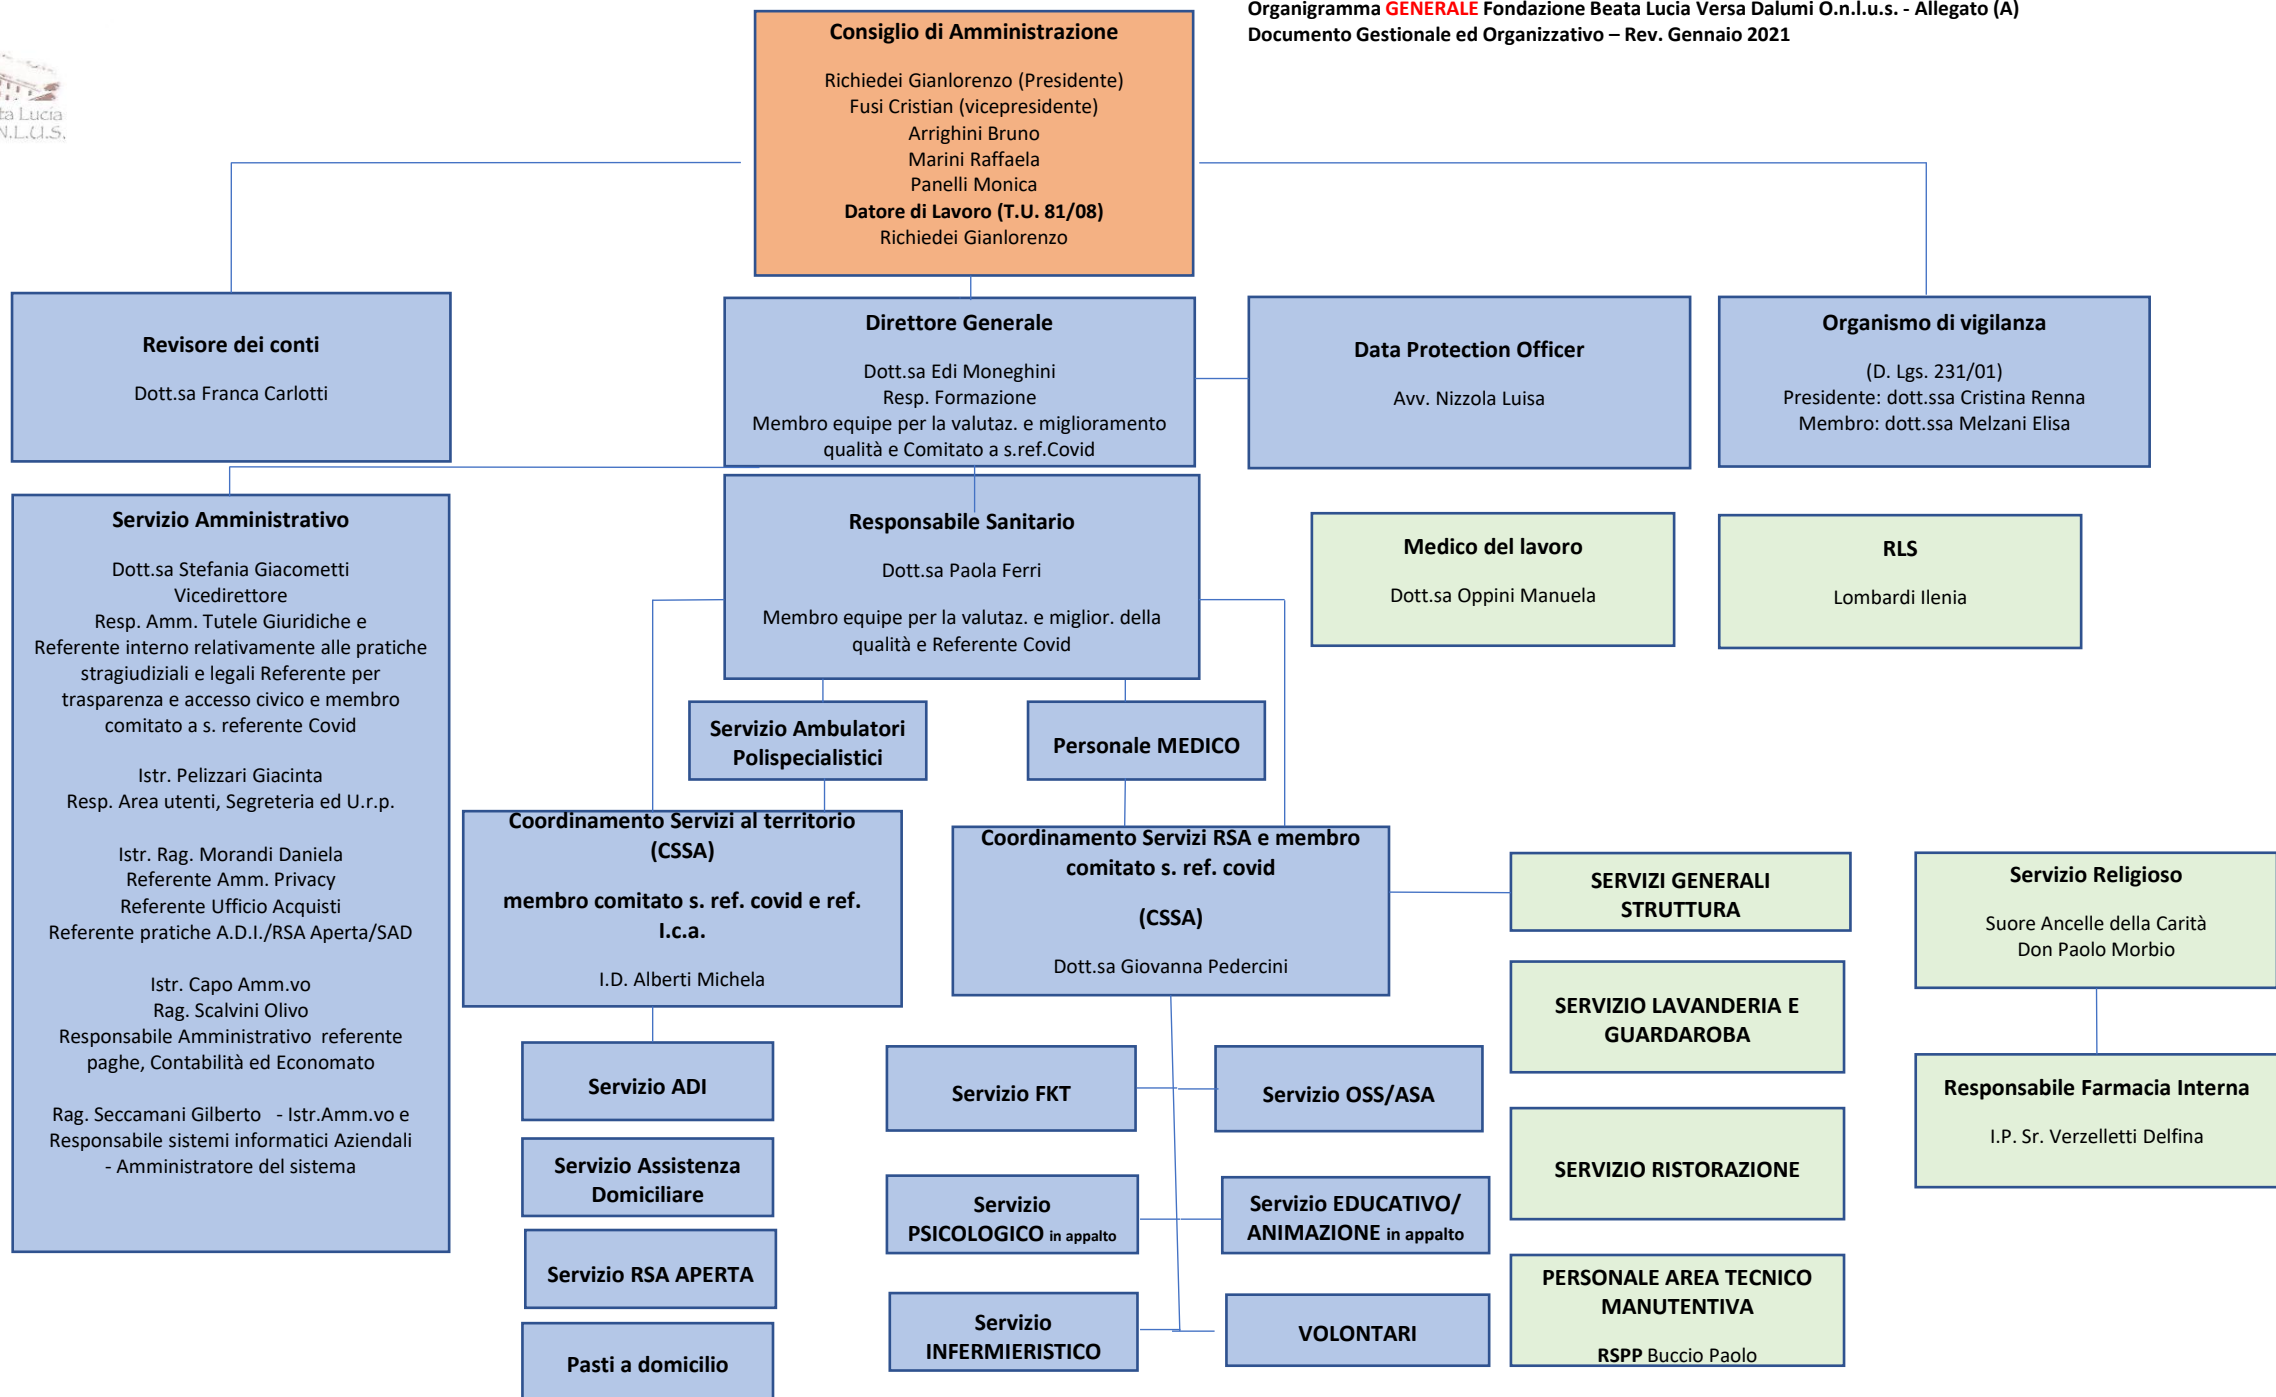 Organigramma GENERALE Fondazione Beata Lucia Versa Dalumi O.n.l.u.s. - Allegato (A)
Documento Gestionale ed Organizzativo – Rev. Gennaio 2021
ta Lucia
N.L.U.S.
Consiglio di Amministrazione
Richiedei Gianlorenzo (Presidente)
Fusi Cristian (vicepresidente)
Arrighini Bruno
Marini Raffaela
Panelli Monica
Datore di Lavoro (T.U. 81/08)
Richiedei Gianlorenzo
Revisore dei conti
Dott.sa Franca Carlotti
Direttore Generale
Dott.sa Edi Moneghini
Resp. Formazione
Membro equipe per la valutaz. e miglioramento
qualità e Comitato a s.ref.Covid
Data Protection Officer
Avv. Nizzola Luisa
Organismo di vigilanza
(D. Lgs. 231/01)
Presidente: dott.ssa Cristina Renna
Membro: dott.ssa Melzani Elisa
Servizio Amministrativo
Dott.sa Stefania Giacometti
Vicedirettore
Resp. Amm. Tutele Giuridiche e
Referente interno relativamente alle pratiche
stragiudiziali e legali Referente per
trasparenza e accesso civico e membro
comitato a s. referente Covid
Istr. Pelizzari Giacinta
Resp. Area utenti, Segreteria ed U.r.p.
Istr. Rag. Morandi Daniela
Referente Amm. Privacy
Referente Ufficio Acquisti
Referente pratiche A.D.I./RSA Aperta/SAD
Istr. Capo Amm.vo
Rag. Scalvini Olivo
Responsabile Amministrativo referente
paghe, Contabilità ed Economato
Rag. Seccamani Gilberto - Istr.Amm.vo e
Responsabile sistemi informatici Aziendali
- Amministratore del sistema
Responsabile Sanitario
Dott.sa Paola Ferri
Membro equipe per la valutaz. e miglior. della
qualità e Referente Covid
Medico del lavoro
Dott.sa Oppini Manuela
RLS
Lombardi Ilenia
Servizio Ambulatori
Polispecialistici
Personale MEDICO
Coordinamento Servizi al territorio
(CSSA)
membro comitato s. ref. covid e ref.
I.c.a.
I.D. Alberti Michela
Coordinamento Servizi RSA e membro
comitato s. ref. covid
(CSSA)
Dott.sa Giovanna Pedercini
SERVIZI GENERALI
STRUTTURA
Servizio Religioso
Suore Ancelle della Carità
Don Paolo Morbio
SERVIZIO LAVANDERIA E
GUARDAROBA
Servizio ADI
Servizio FKT
Servizio OSS/ASA
Responsabile Farmacia Interna
I.P. Sr. Verzelletti Delfina
SERVIZIO RISTORAZIONE
Servizio Assistenza
Domiciliare
Servizio
PSICOLOGICO in appalto
Servizio EDUCATIVO/
ANIMAZIONE in appalto
Servizio RSA APERTA
PERSONALE AREA TECNICO
MANUTENTIVA
RSPP Buccio Paolo
Servizio
INFERMIERISTICO
VOLONTARI
Pasti a domicilio